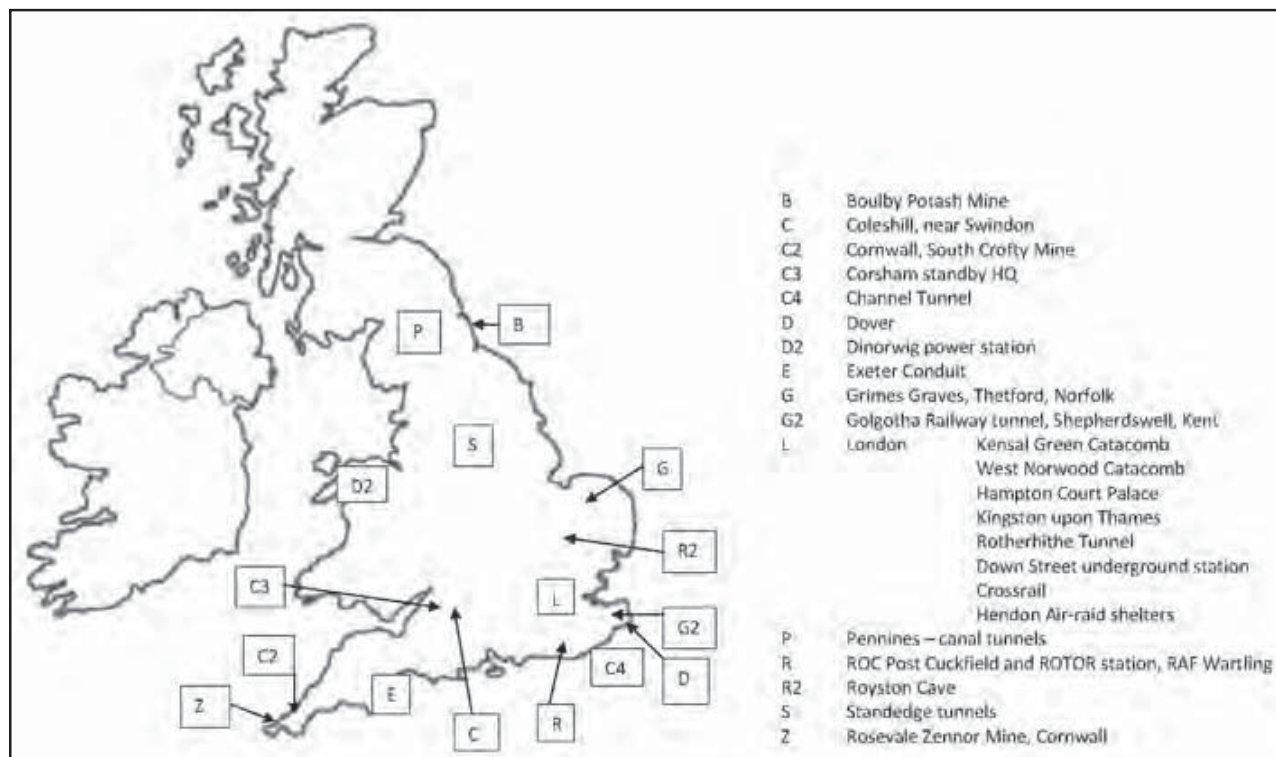 P
B
S
D2
G
R2
C3
L
G2
C2
C4
D
Z
E
C
R
B Boulby Potash Mine
C Coleshill, near Swindon
C2 Cornwall, South Crofty Mine
C3 Corsham standby HQ
C4 Channel Tunnel
D Dover
D2 Dinorwig power station
E Exeter Conduit
G Grimes Graves, Thetford, Norfolk
G2 Golgotha Railway tunnel, Shepherdswell, Kent
L London Kensal Green Catacomb
West Norwood Catacomb
Hampton Court Palace
Kingston upon Thames
Rotherhithe Tunnel
Down Street underground station
Crossrail
Hendon Air-raid shelters
P Pennines – canal tunnels
R ROC Post Cuckfield and ROTOR station, RAF Wartling
R2 Royston Cave
S Standedge tunnels
Z Rosevale Zennor Mine, Cornwall